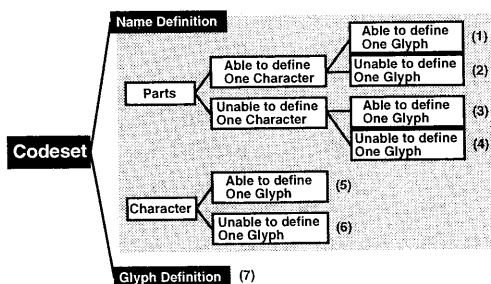 Name Definition
Able to define
One Glyph
(1)
Able to define
One Character
Unable to define
One Glyph
(2)
Parts
Unable to define
One Character
Able to define
One Glyph
(3)
Unable to define
One Glyph
(4)
Codeset
Able to define
One Glyph
(5)
Character
Unable to define
One Glyph
(6)
Glyph Definition (7)